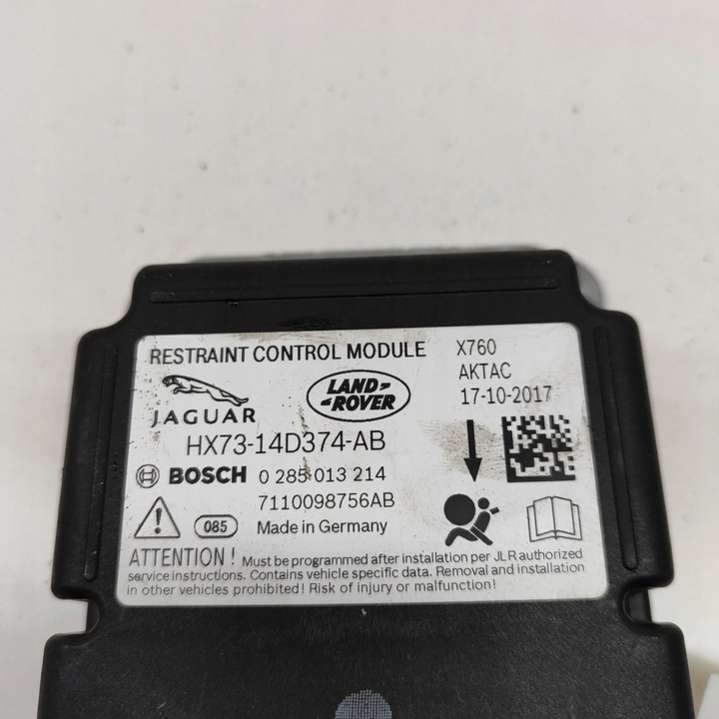 RESTRAINT CONTROL MODULE
X760
AKTAC
17-10-2017
JAGUAR
LAND-
-ROVER
HX73-14D374-AB
BOSCH 0 285 013 214
7110098756AB
085 Made in Germany
ATTENTION ! Must be programmed after installation per JLR authorized
service instructions. Contains vehicle specific data. Removal and installation
in other vehicles prohibited! Risk of injury or malfunction!